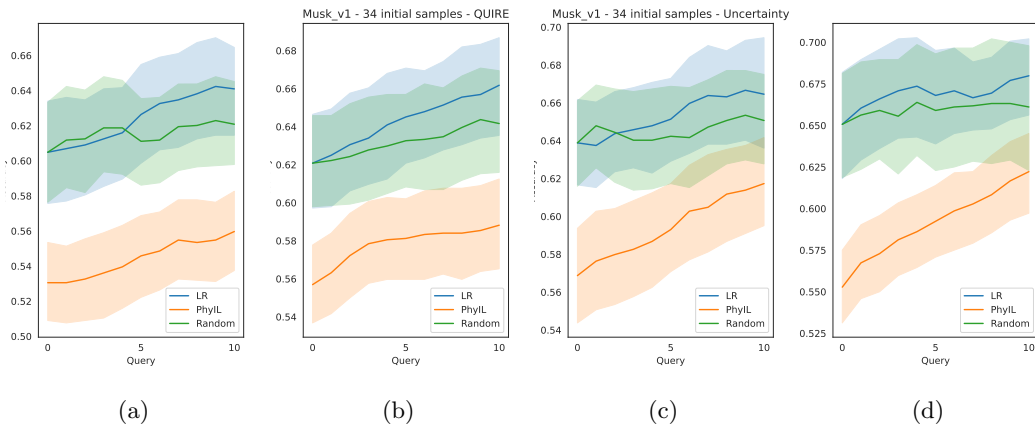 Musk_v1 - 34 initial samples - QUIRE
Musk_v1 - 34 initial samples - Uncertainty
0.66
0.64
0.62
0.60
0.58
0.56
0.54
0.52
0.50
0
5
10
Query
LR
PhyIL
Random
0.68
0.66
0.64
0.62
0.60
0.58
0.56
0.54
0
5
10
Query
LR
PhyIL
Random
0.70
0.68
0.66
0.64
0.62
0.60
0.58
0.56
0.54
0
5
10
Query
LR
PhyIL
Random
0.700
0.675
0.650
0.625
0.600
0.575
0.550
0.525
0
5
10
Query
LR
PhyIL
Random
(a)
(b)
(c)
(d)